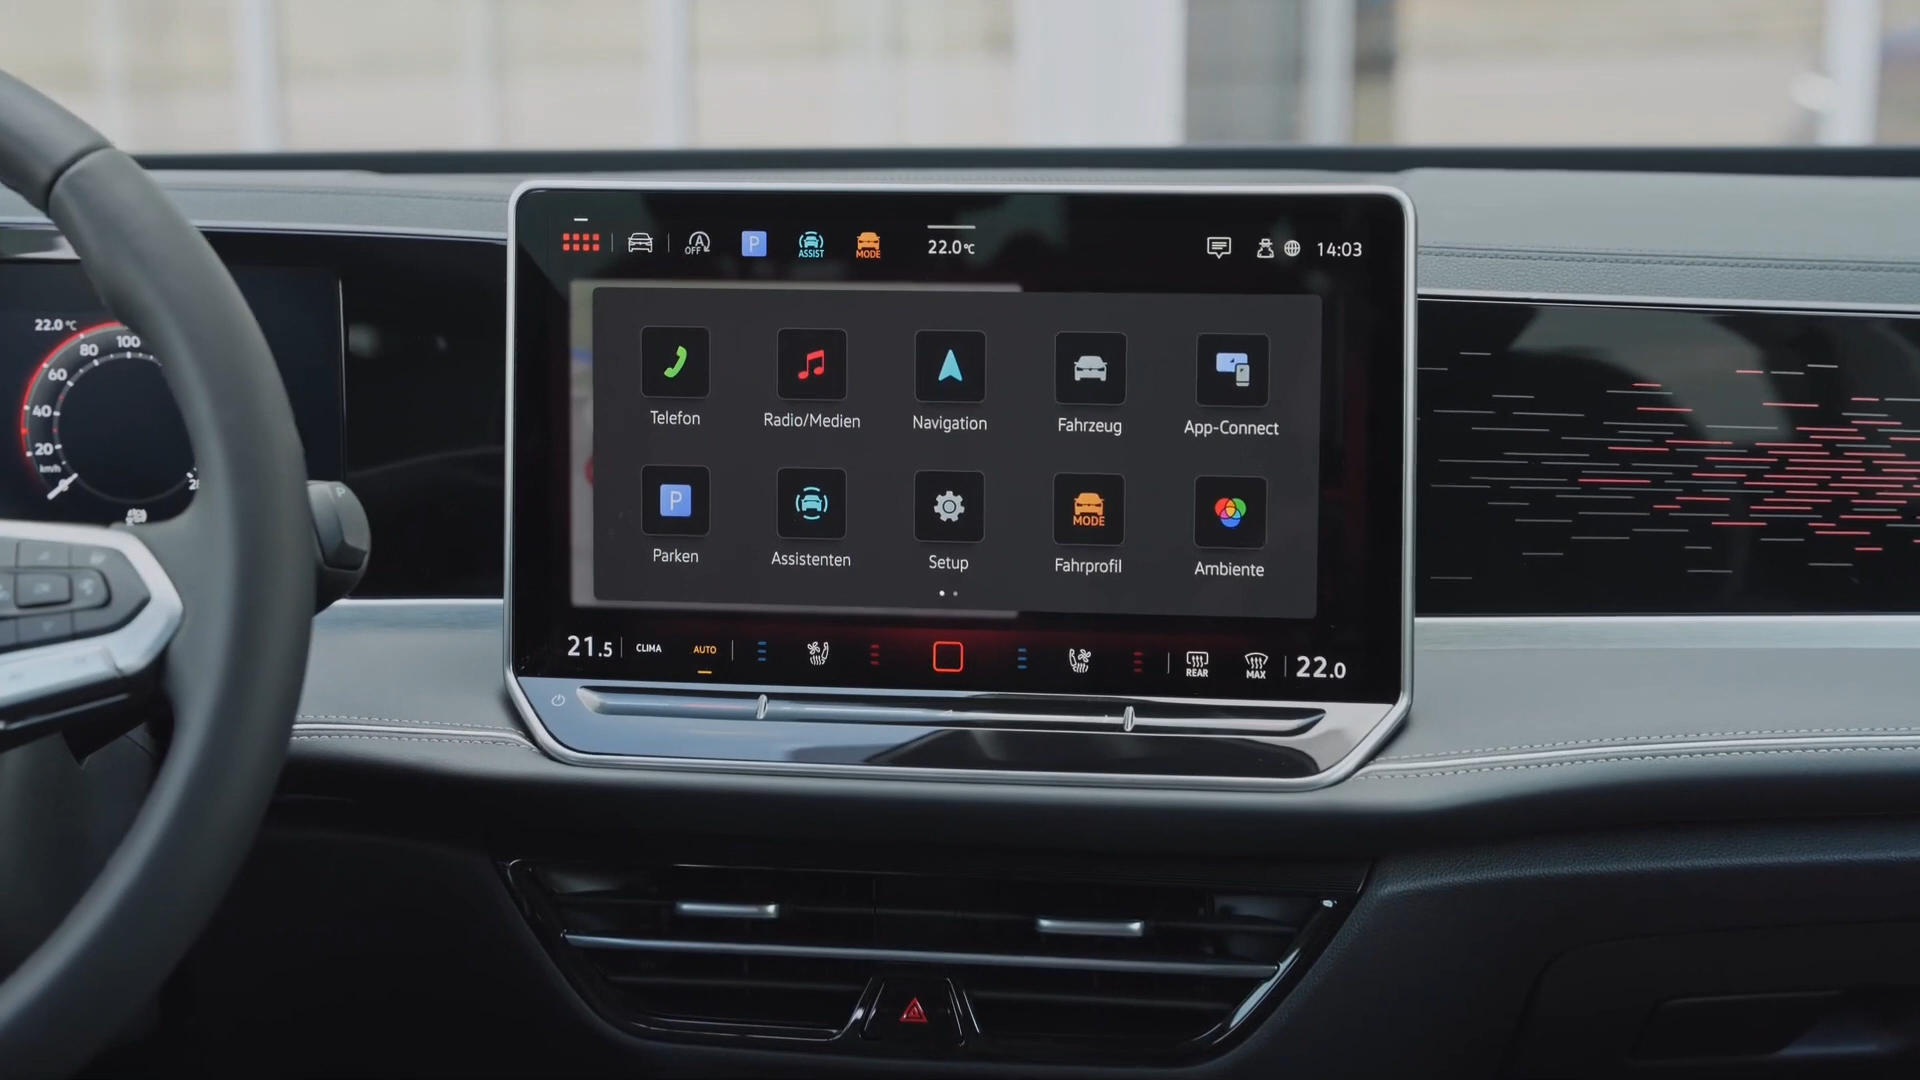 OFF A P ASSIST MODE 22.0°C 14:03
Telefon Radio/Medien Navigation Fahrzeug App-Connect
P MODE
Parken Assistenten Setup Fahrprofil Ambiente
21.5 CLIMA AUTO REAR MAX 22.0
22.0°C
100
80
60
40
20
km/h
P